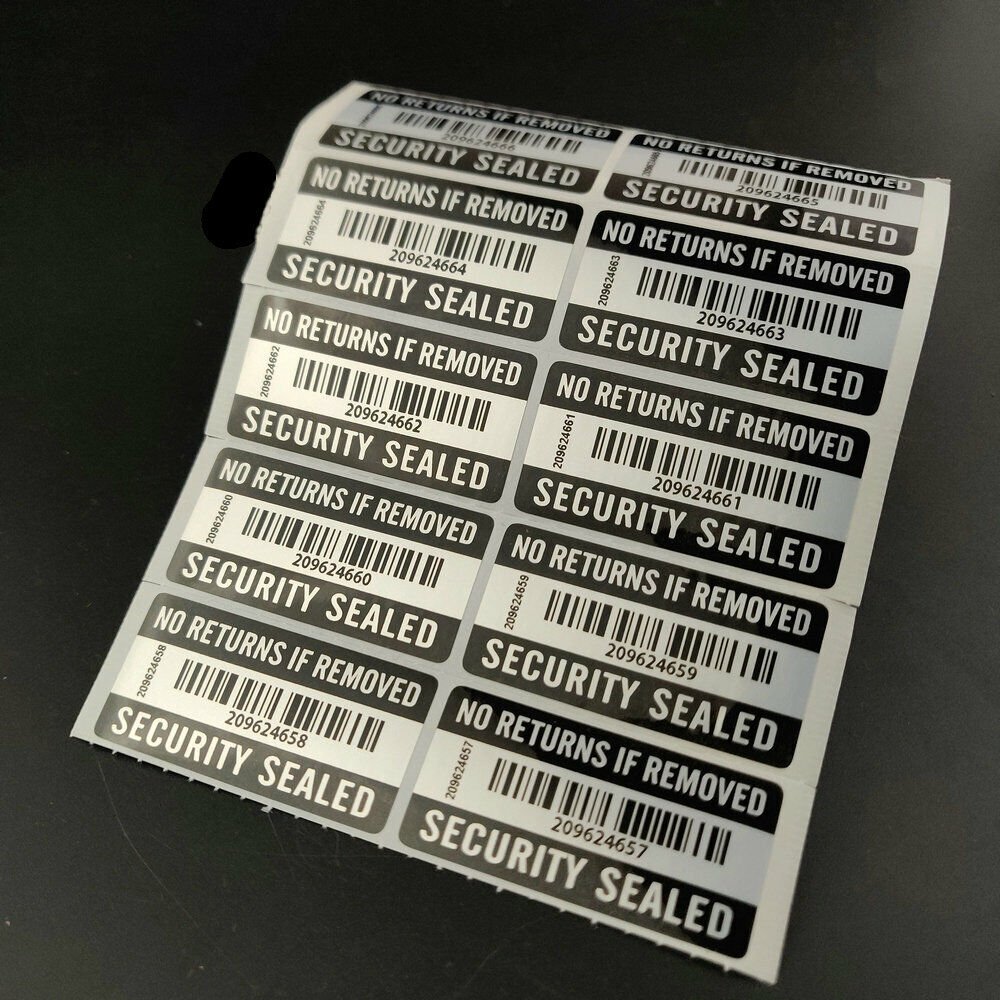 NO RETURNS IF REMOVED
209624666
SECURITY SEALED
NO RETURNS IF REMOVED
209624665
209624665
SECURITY SEALED
NO RETURNS IF REMOVED
209624664
209624664
SECURITY SEALED
NO RETURNS IF REMOVED
209624663
209624663
SECURITY SEALED
NO RETURNS IF REMOVED
209624662
209624662
SECURITY SEALED
NO RETURNS IF REMOVED
209624661
209624661
SECURITY SEALED
NO RETURNS IF REMOVED
209624660
209624660
SECURITY SEALED
NO RETURNS IF REMOVED
209624659
209624659
SECURITY SEALED
NO RETURNS IF REMOVED
209624658
209624658
SECURITY SEALED
NO RETURNS IF REMOVED
209624657
209624657
SECURITY SEALED